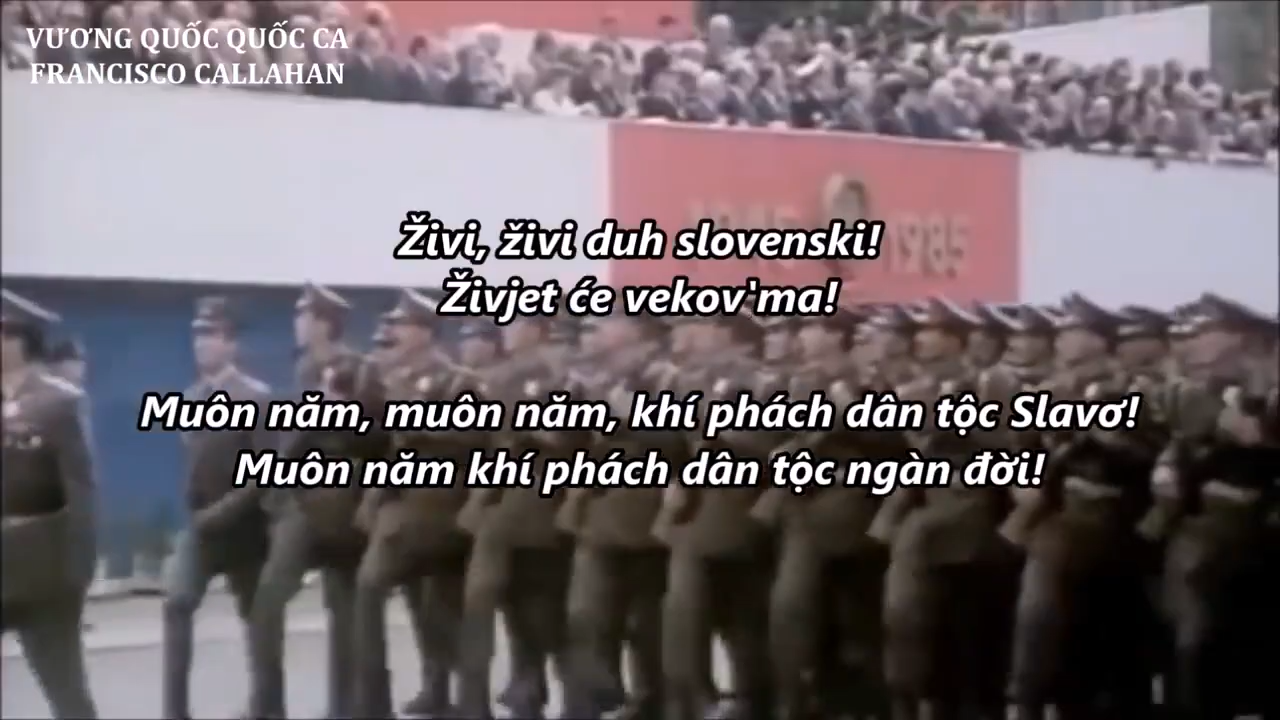 VƯƠNG QUỐC QUỐC CA
FRANCISCO CALLAHAN
1985
Živi, živi duh slovenski!
Živjet će vekov'ma!
Muôn năm, muôn năm, khí phách dân tộc Slavơ!
Muôn năm khí phách dân tộc ngàn đời!